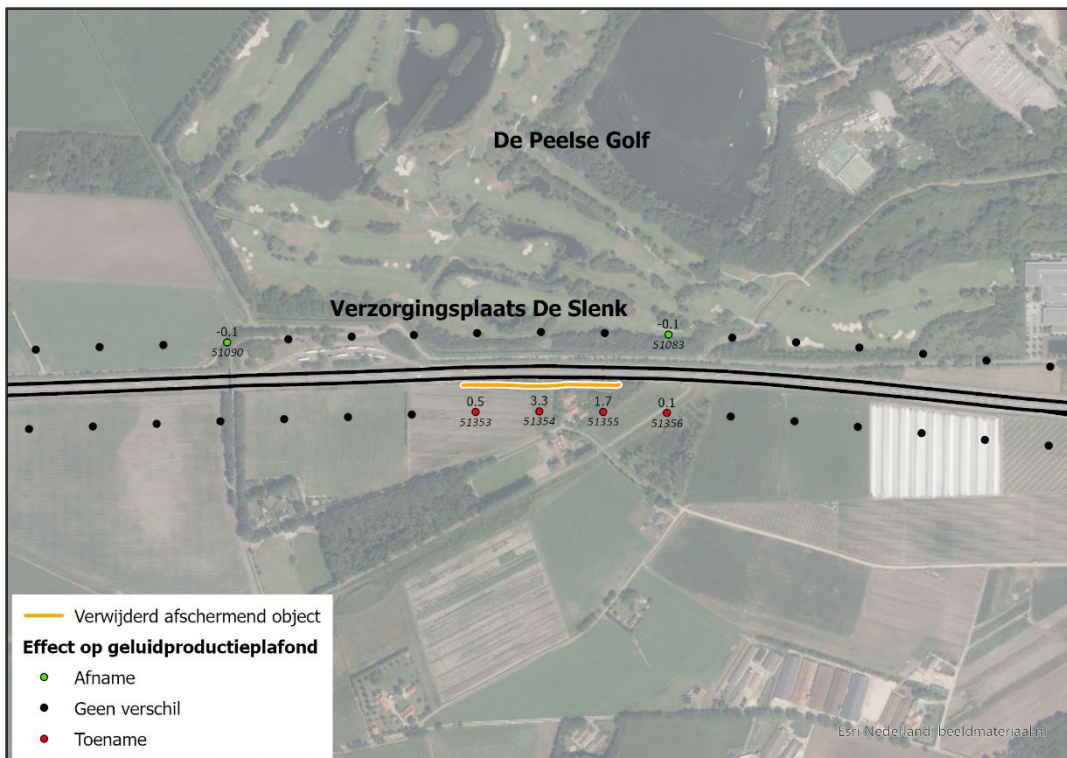 De Peelse Golf
Verzorgingsplaats De Slenk
-0.1
51090
-0.1
51083
0.5
51353
3.3
51354
1.7
51355
0.1
51356
Verwijderd afschermend object
Effect op geluidproductieplafond
Afname
Geen verschil
Toename
Esri Nederland, beeldmateriaal.nl